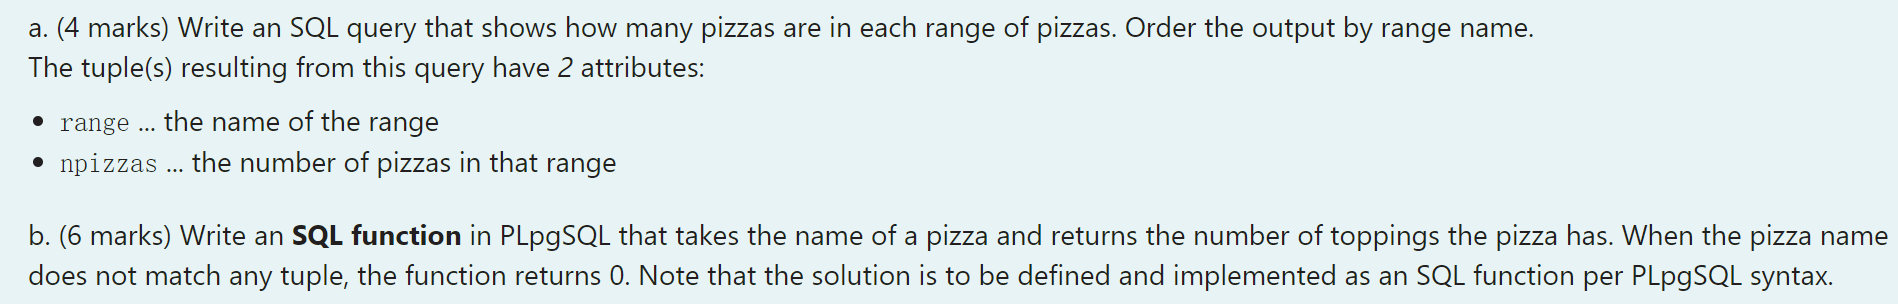 a. (4 marks) Write an SQL query that shows how many pizzas are in each range of pizzas. Order the output by range name.
The tuple(s) resulting from this query have 2 attributes:
• range ... the name of the range
• npizzas ... the number of pizzas in that range
b. (6 marks) Write an SQL function in PLpgSQL that takes the name of a pizza and returns the number of toppings the pizza has. When the pizza name
does not match any tuple, the function returns 0. Note that the solution is to be defined and implemented as an SQL function per PLpgSQL syntax.